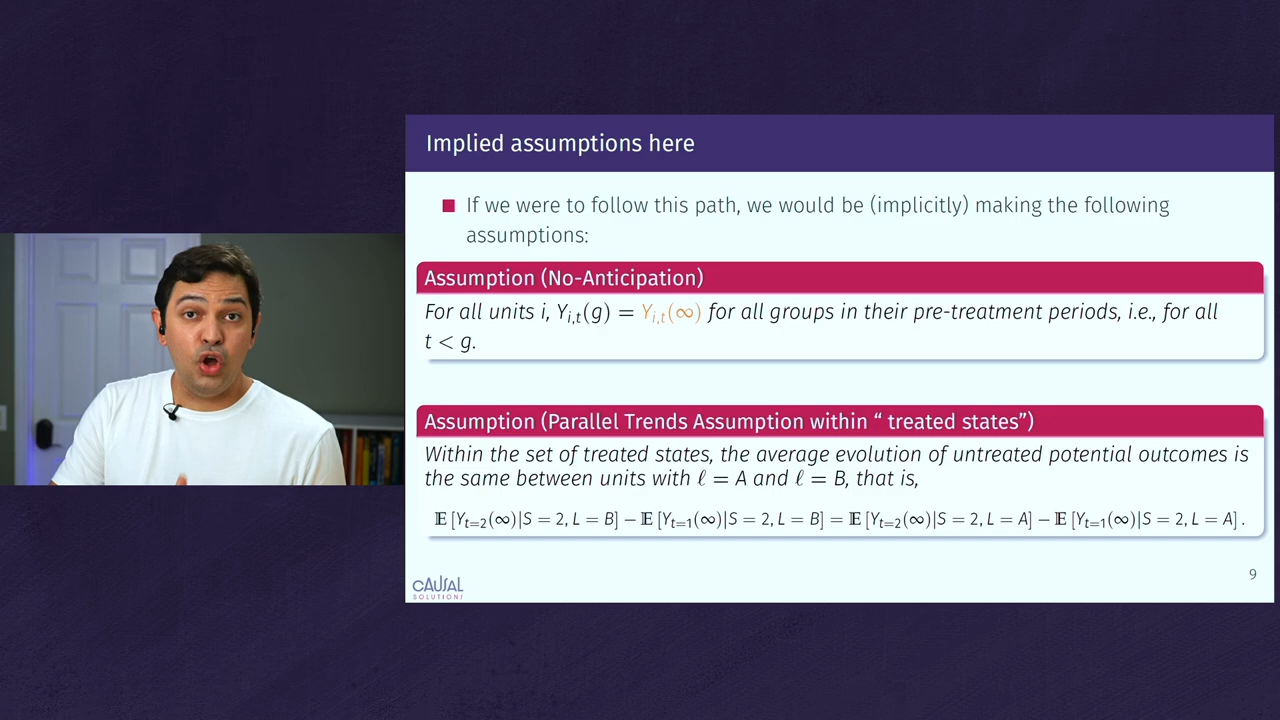 Implied assumptions here
If we were to follow this path, we would be (implicitly) making the following
assumptions:
Assumption (No-Anticipation)
For all units i, Y_{i,t}(g) = Y_{i,t}(∞) for all groups in their pre-treatment periods, i.e., for all
t < g.
Assumption (Parallel Trends Assumption within “ treated states”)
Within the set of treated states, the average evolution of untreated potential outcomes is
the same between units with ℓ = A and ℓ = B, that is,
𝔼 [Y_{t=2}(∞)|S = 2, L = B] − 𝔼 [Y_{t=1}(∞)|S = 2, L = B] = 𝔼 [Y_{t=2}(∞)|S = 2, L = A] − 𝔼 [Y_{t=1}(∞)|S = 2, L = A] .
9
CAUSAL
SOLUTIONS